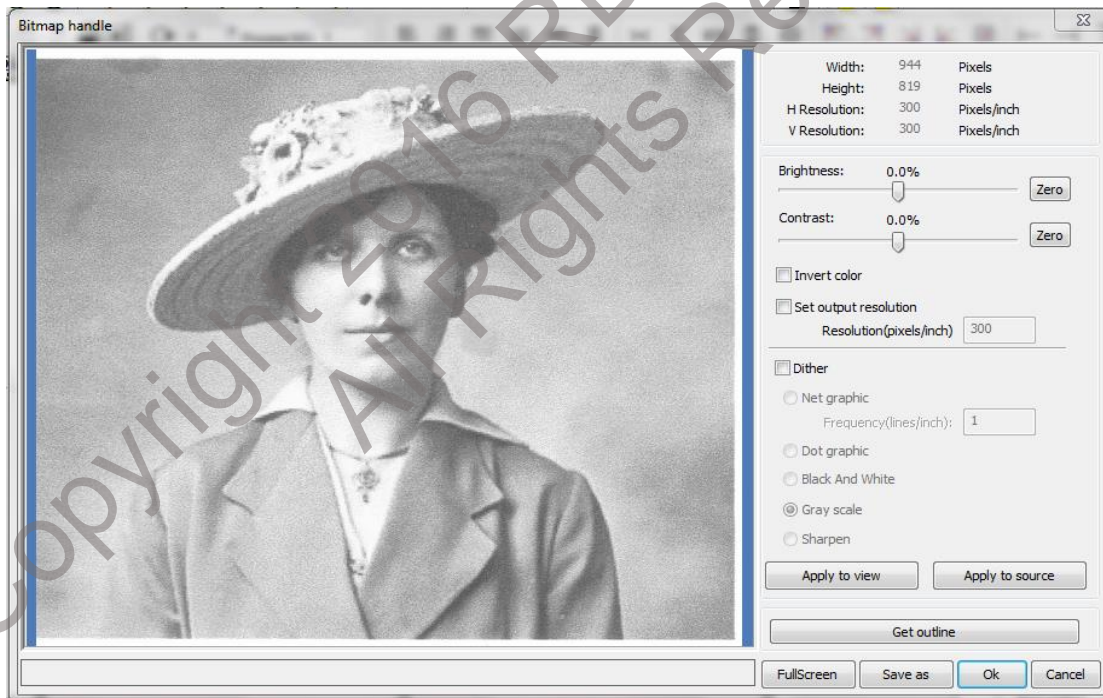 Bitmap handle
Width: 944 Pixels
Height: 819 Pixels
H Resolution: 300 Pixels/inch
V Resolution: 300 Pixels/inch
Brightness: 0.0%
Zero
Contrast: 0.0%
Zero
Invert color
Set output resolution
Resolution(pixels/inch) 300
Dither
Net graphic
Frequency(lines/inch): 1
Dot graphic
Black And White
Gray scale
Sharpen
Apply to view Apply to source
Get outline
FullScreen Save as Ok Cancel
Copyright 2016
All Rights